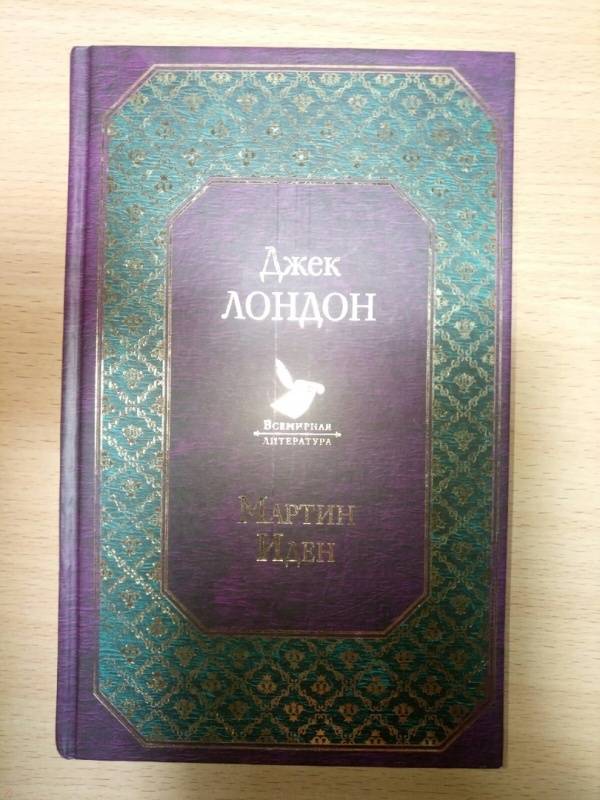 Джек
ЛОНДОН
Всемирная
литература
Мартин
Иден